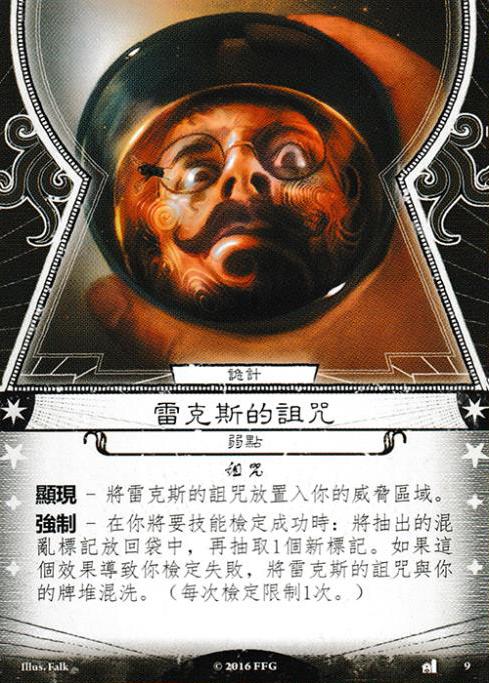 詭計
雷克斯的詛咒
弱點
詛咒
顯現 – 將雷克斯的詛咒放置入你的威脅區域。
強制 – 在你將要技能檢定成功時：將抽出的混
亂標記放回袋中，再抽取1個新標記。如果這
個效果導致你檢定失敗，將雷克斯的詛咒與你
的牌堆混洗。（每次檢定限制1次。）
Illus. Falk
© 2016 FFG
9